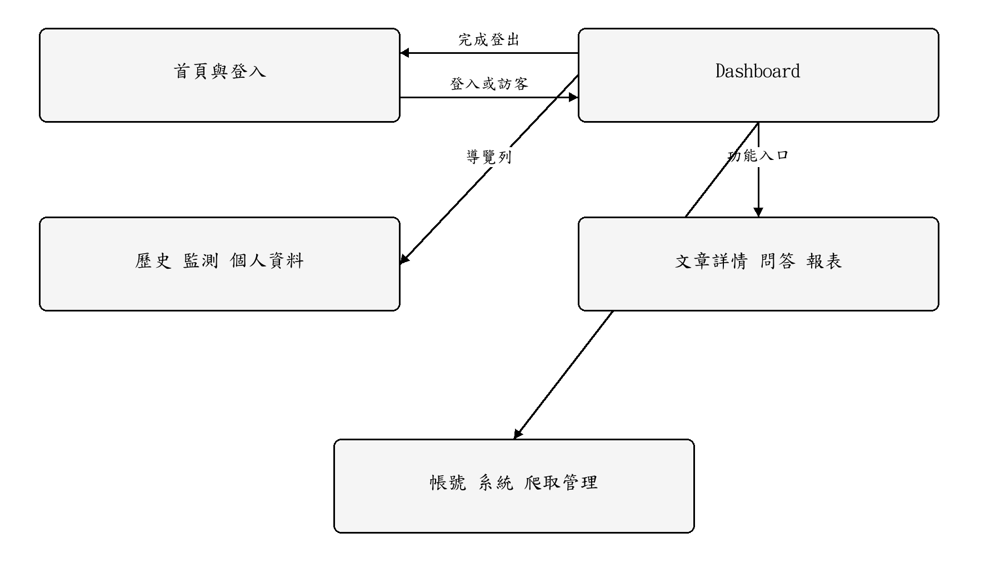 完成登出
首頁與登入
Dashboard
登入或訪客
導覽列
功能入口
歷史 監測 個人資料
文章詳情 問答 報表
帳號 系統 爬取管理